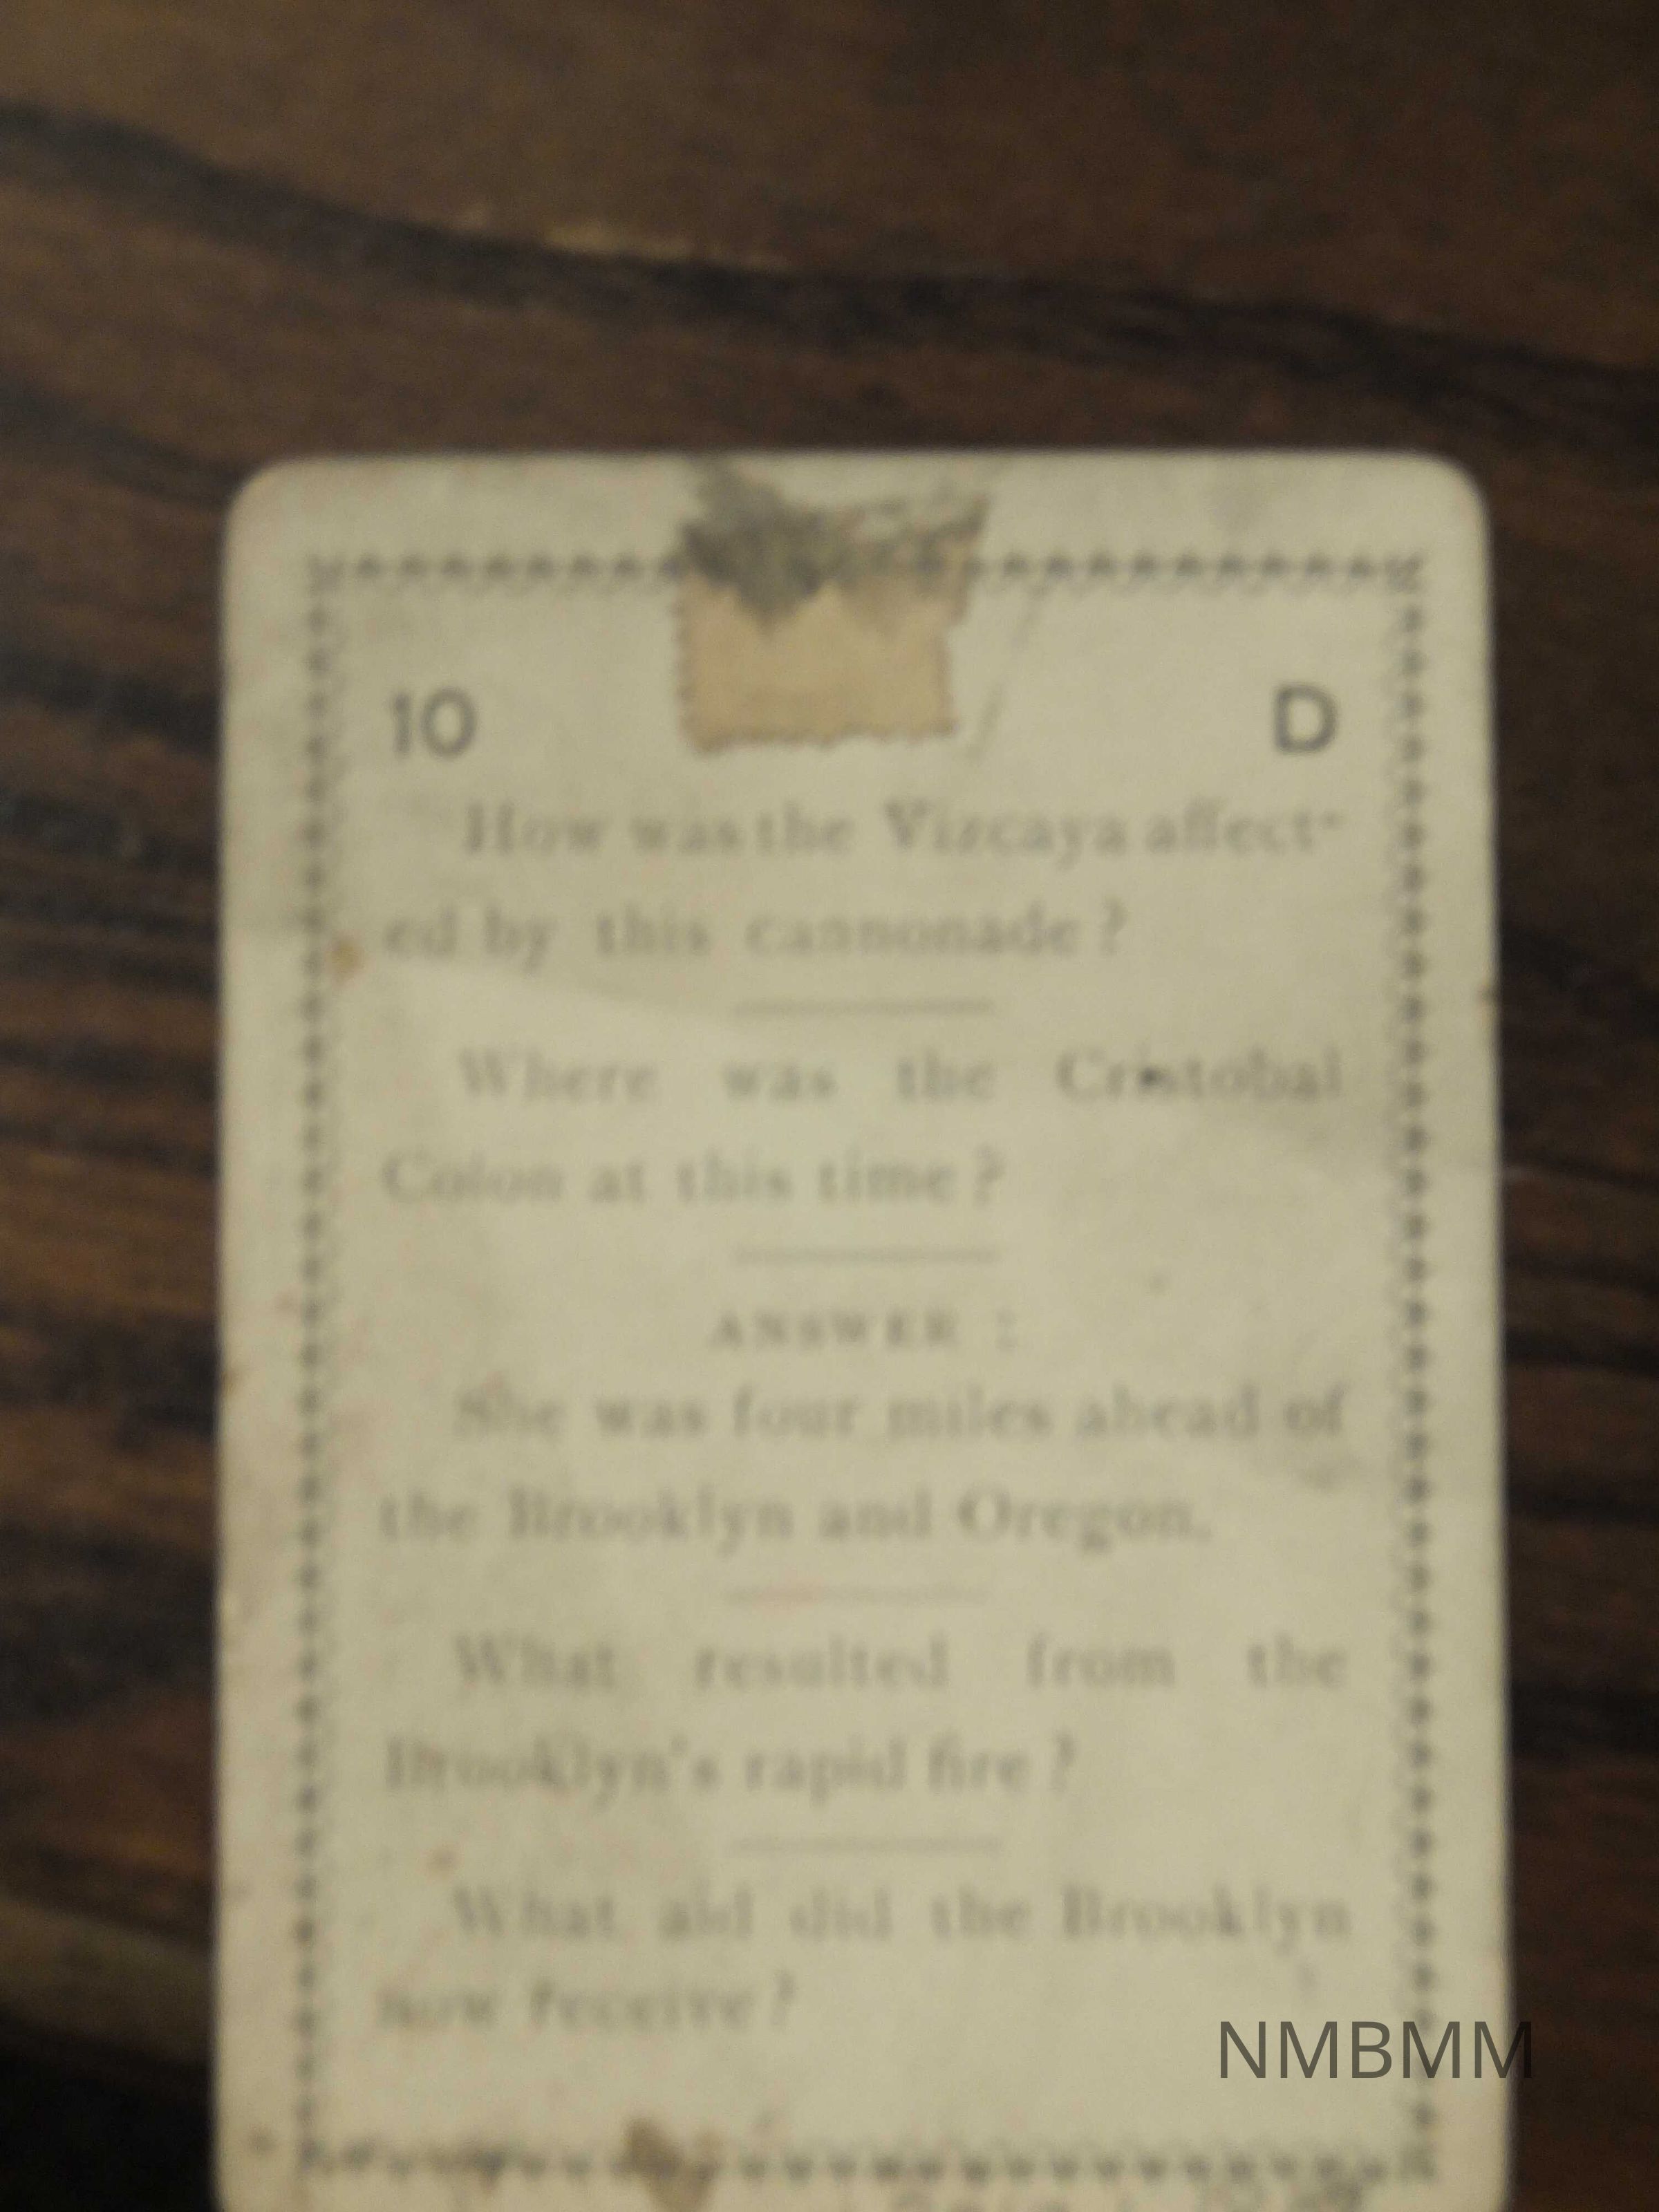 10 D
How was the Vizcaya affect-
ed by this cannonade?
Where was the Cristobal
Colon at this time?
ANSWER:
She was four miles ahead of
the Brooklyn and Oregon.
What resulted from the
Brooklyn's rapid fire?
What aid did the Brooklyn
now receive?
NMBMM